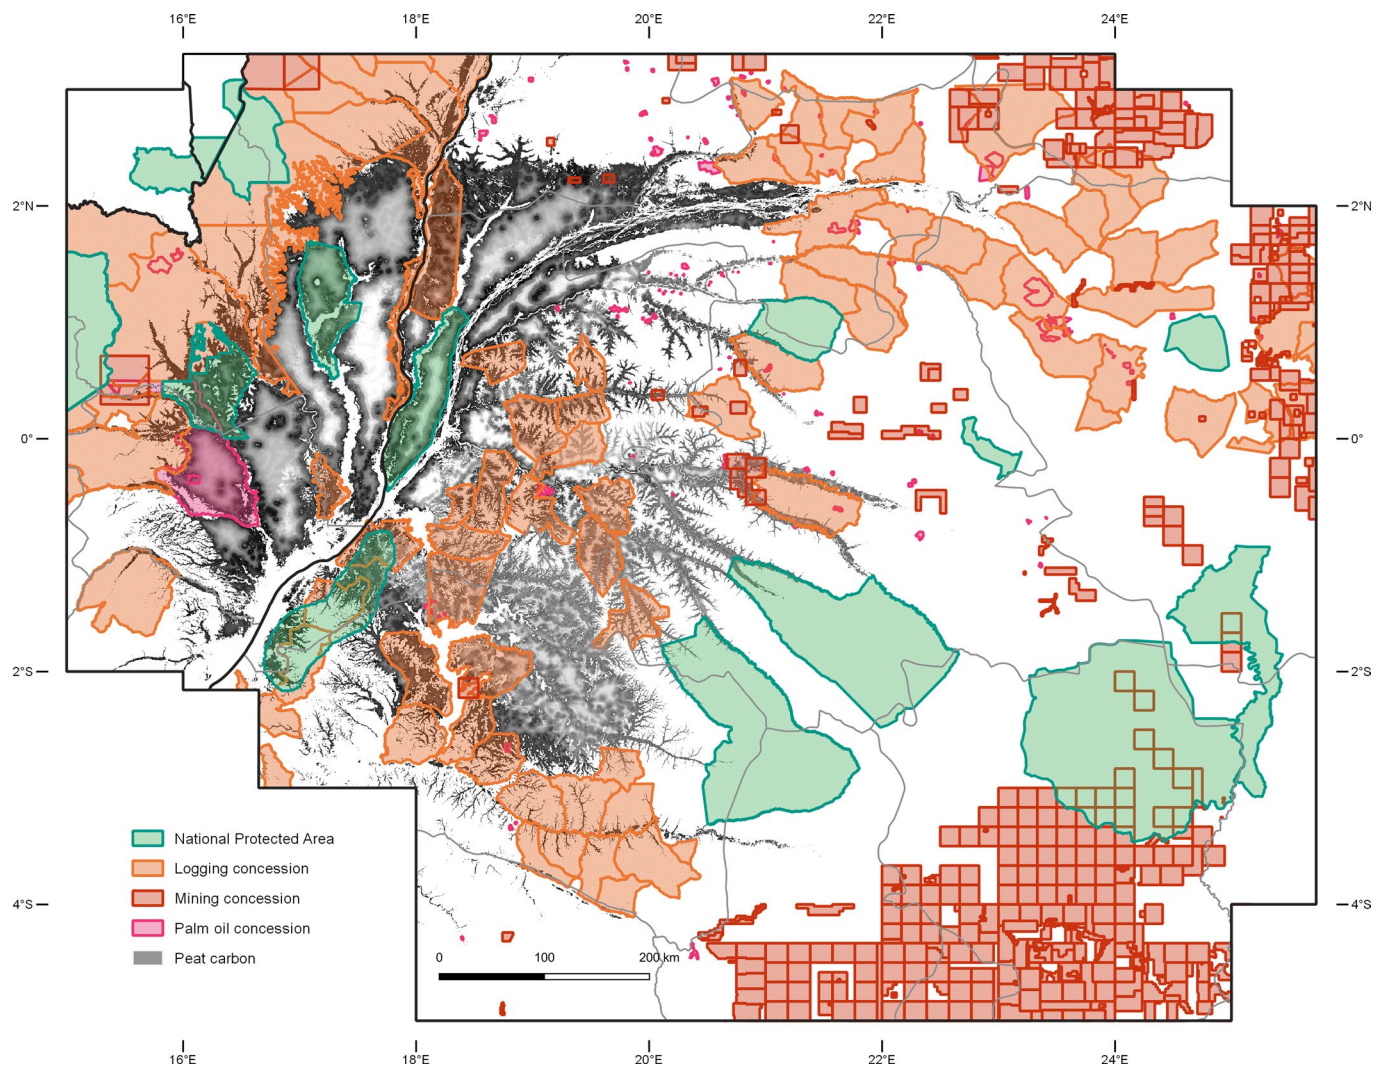 16°E 18°E 20°E 22°E 24°E
2°N 2°N
0° 0°
2°S 2°S
National Protected Area
Logging concession
Mining concession
4°S 4°S
Palm oil concession
Peat carbon
0 100 200 km
16°E 18°E 20°E 22°E 24°E